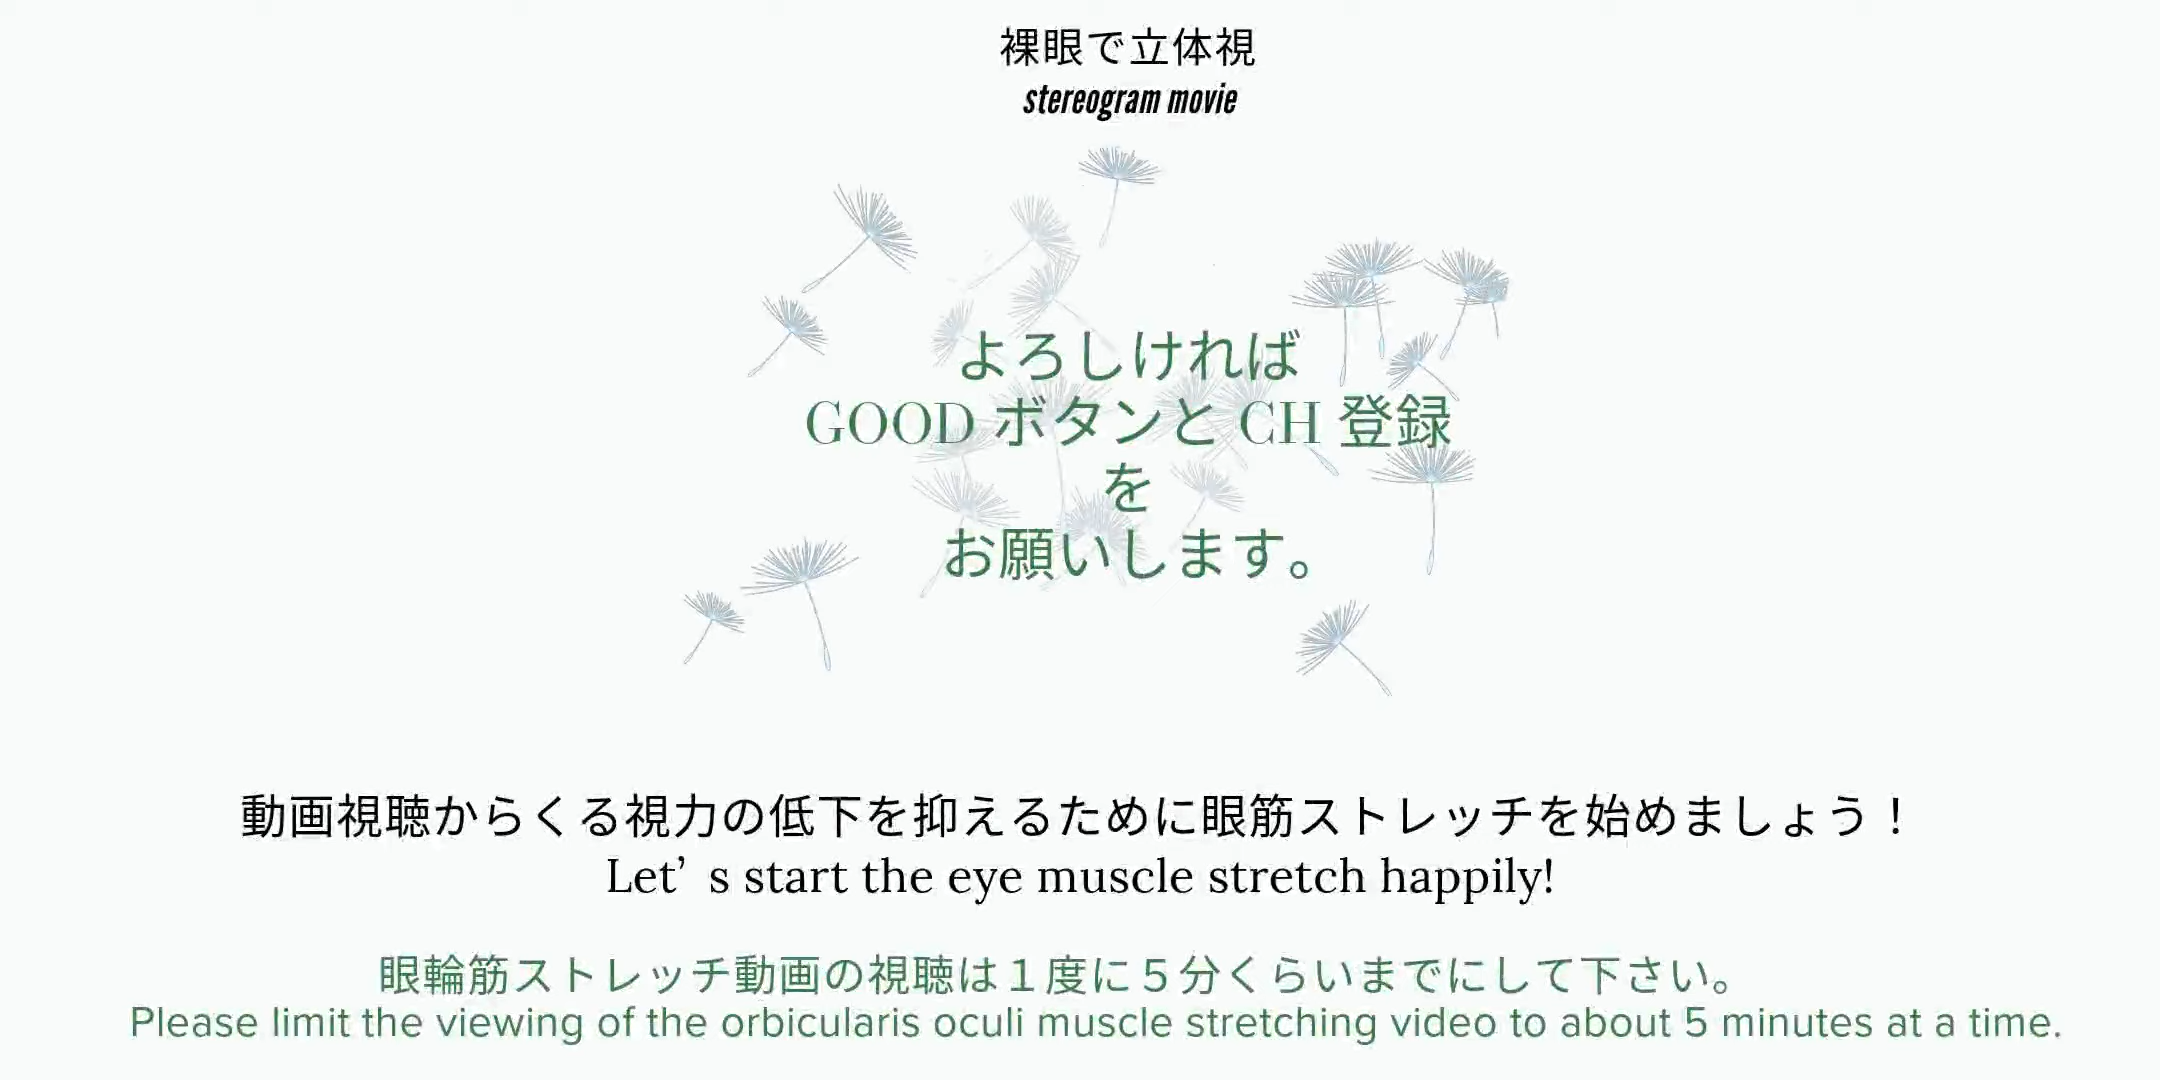 裸眼で立体視
stereogram movie
よろしければ
GOOD ボタンと CH 登録
を
お願いします。
動画視聴からくる視力の低下を抑えるために眼筋ストレッチを始めましょう！
Let’s start the eye muscle stretch happily!
眼輪筋ストレッチ動画の視聴は１度に５分くらいまでにして下さい。
Please limit the viewing of the orbicularis oculi muscle stretching video to about 5 minutes at a time.